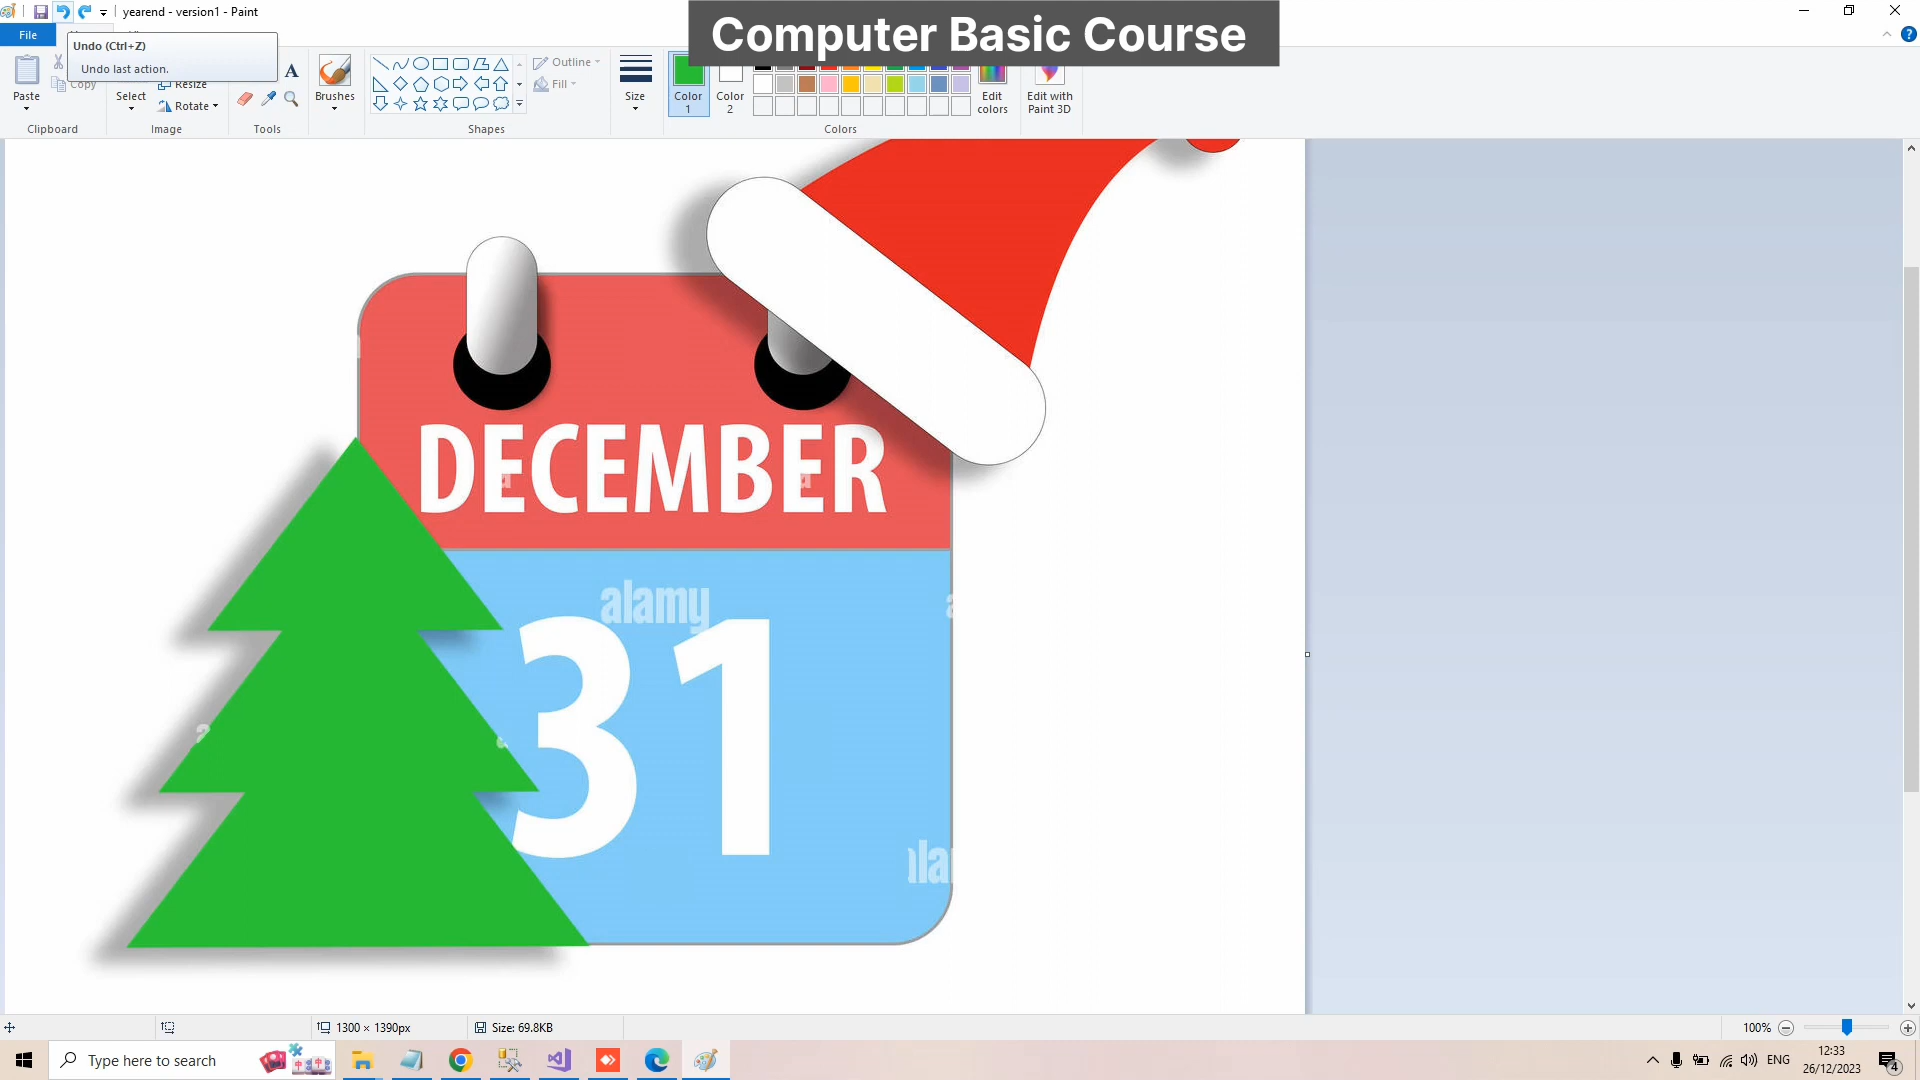 yearend - version1 - Paint
Computer Basic Course
File
Undo (Ctrl+Z)
Undo last action.
Paste
Copy
Clipboard
Select
Resize
Rotate
Image
A
Tools
Brushes
Shapes
Outline
Fill
Size
Color
1
Color
2
Colors
Edit
colors
Edit with
Paint 3D
DECEMBER
a
a
31
alamy
a
a
a
ala
1300 × 1390px
Size: 69.8KB
100%
Type here to search
ENG
12:33
26/12/2023
4